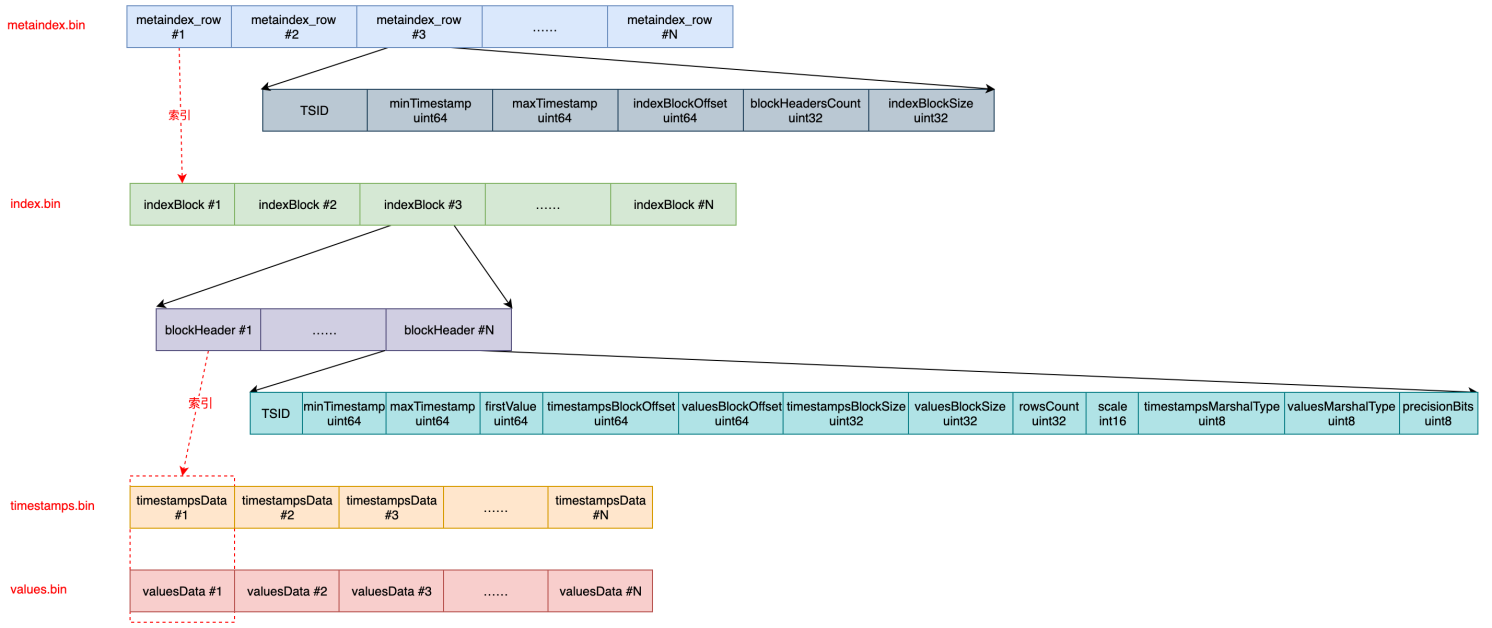 metaindex.bin
metaindex_row
#1
metaindex_row
#2
metaindex_row
#3
......
metaindex_row
#N
TSID
minTimestamp
uint64
maxTimestamp
uint64
indexBlockOffset
uint64
blockHeadersCount
uint32
indexBlockSize
uint32
索引
index.bin
indexBlock #1
indexBlock #2
indexBlock #3
......
indexBlock #N
blockHeader #1
......
blockHeader #N
索引
TSID
minTimestamp
uint64
maxTimestamp
uint64
firstValue
uint64
timestampsBlockOffset
uint64
valuesBlockOffset
uint64
timestampsBlockSize
uint32
valuesBlockSize
uint32
rowsCount
uint32
scale
int16
timestampsMarshalType
uint8
valuesMarshalType
uint8
precisionBits
uint8
timestamps.bin
timestampsData
#1
timestampsData
#2
timestampsData
#3
......
timestampsData
#N
values.bin
valuesData #1
valuesData #2
valuesData #3
......
valuesData #N